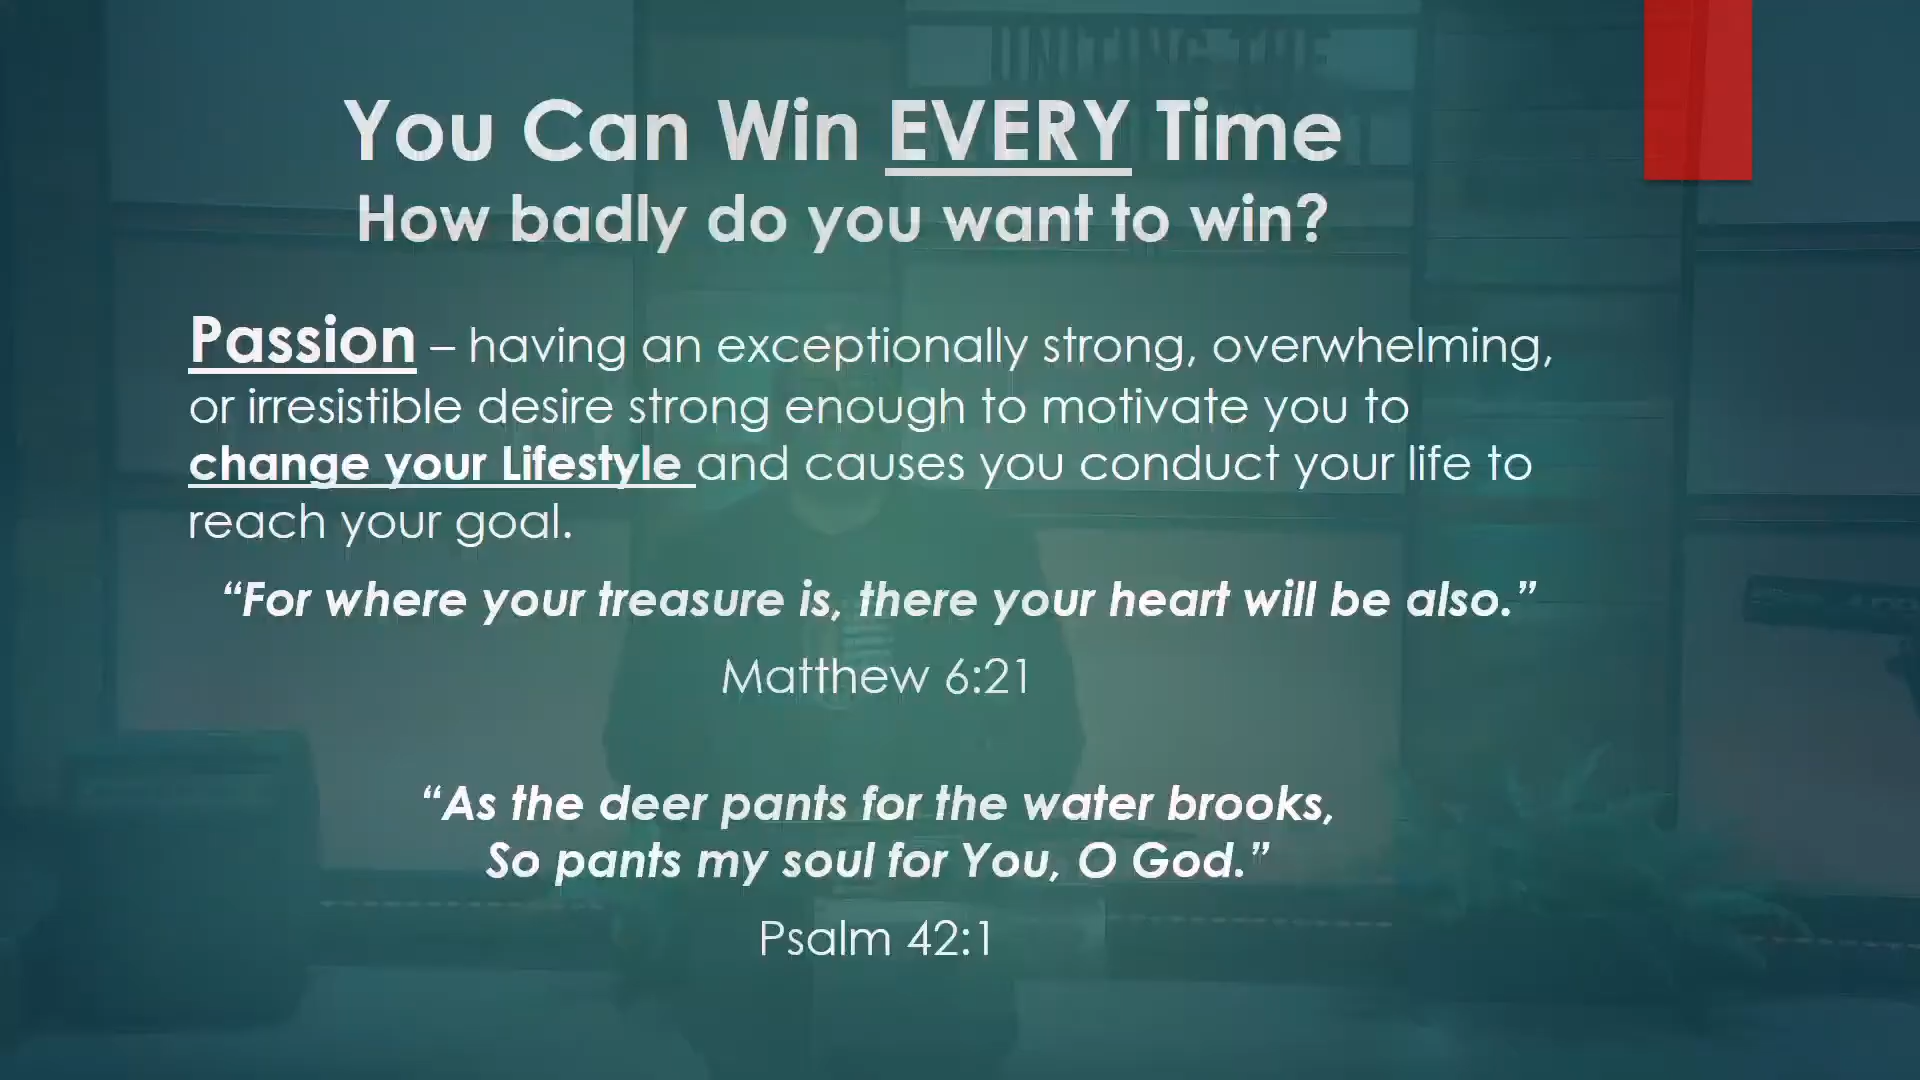 UNITING THE
You Can Win EVERY Time
How badly do you want to win?
Passion – having an exceptionally strong, overwhelming,
or irresistible desire strong enough to motivate you to
change your Lifestyle and causes you conduct your life to
reach your goal.
“For where your treasure is, there your heart will be also.”
Matthew 6:21
“As the deer pants for the water brooks,
So pants my soul for You, O God.”
Psalm 42:1